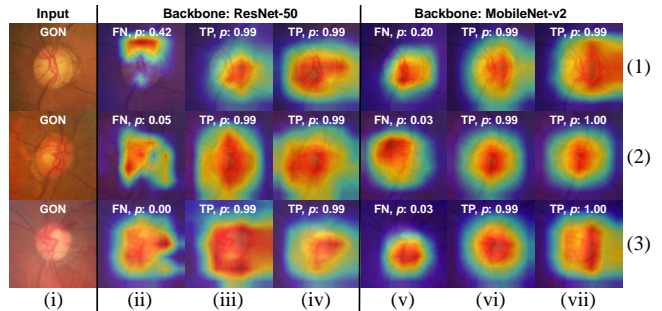 Input Backbone: ResNet-50 Backbone: MobileNet-v2
GON FN, p: 0.42 TP, p: 0.99 TP, p: 0.99 FN, p: 0.20 TP, p: 0.99 TP, p: 0.99 (1)
GON FN, p: 0.05 TP, p: 0.99 TP, p: 0.99 FN, p: 0.03 TP, p: 0.99 TP, p: 1.00 (2)
GON FN, p: 0.00 TP, p: 0.99 TP, p: 0.99 FN, p: 0.03 TP, p: 0.99 TP, p: 1.00 (3)
(i) (ii) (iii) (iv) (v) (vi) (vii)